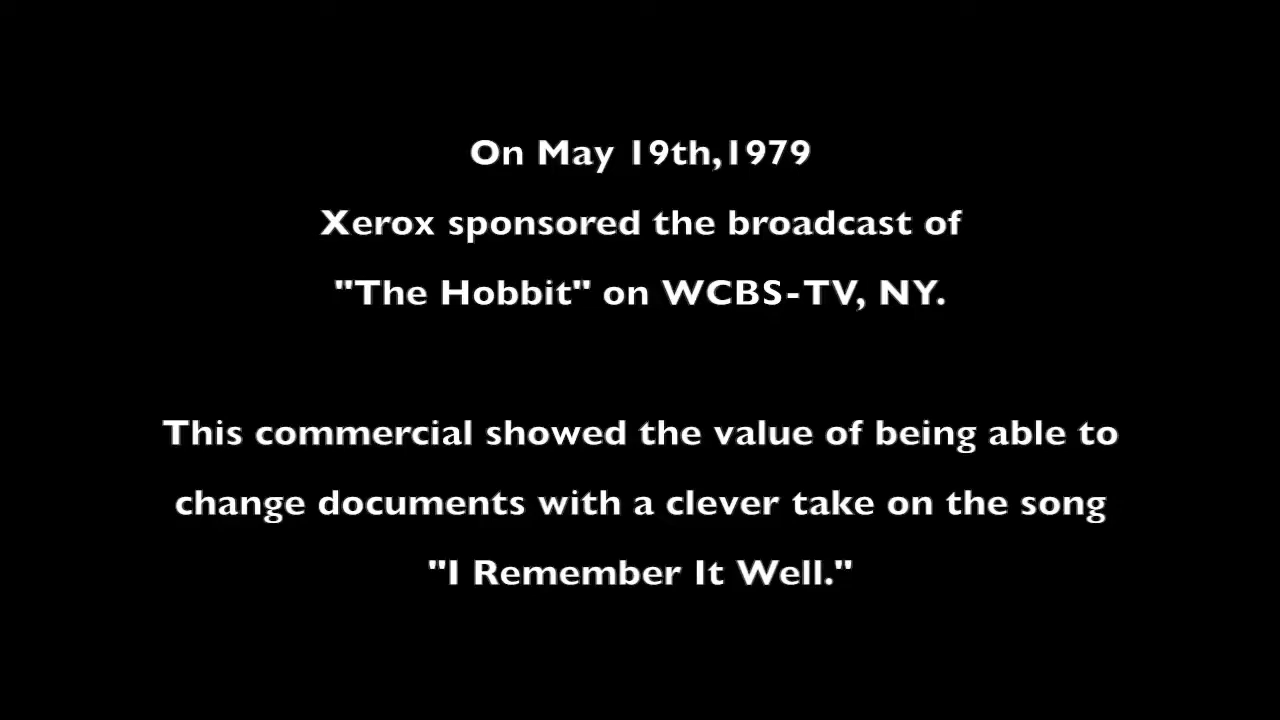 On May 19th,1979
Xerox sponsored the broadcast of
"The Hobbit" on WCBS-TV, NY.
This commercial showed the value of being able to
change documents with a clever take on the song
"I Remember It Well."